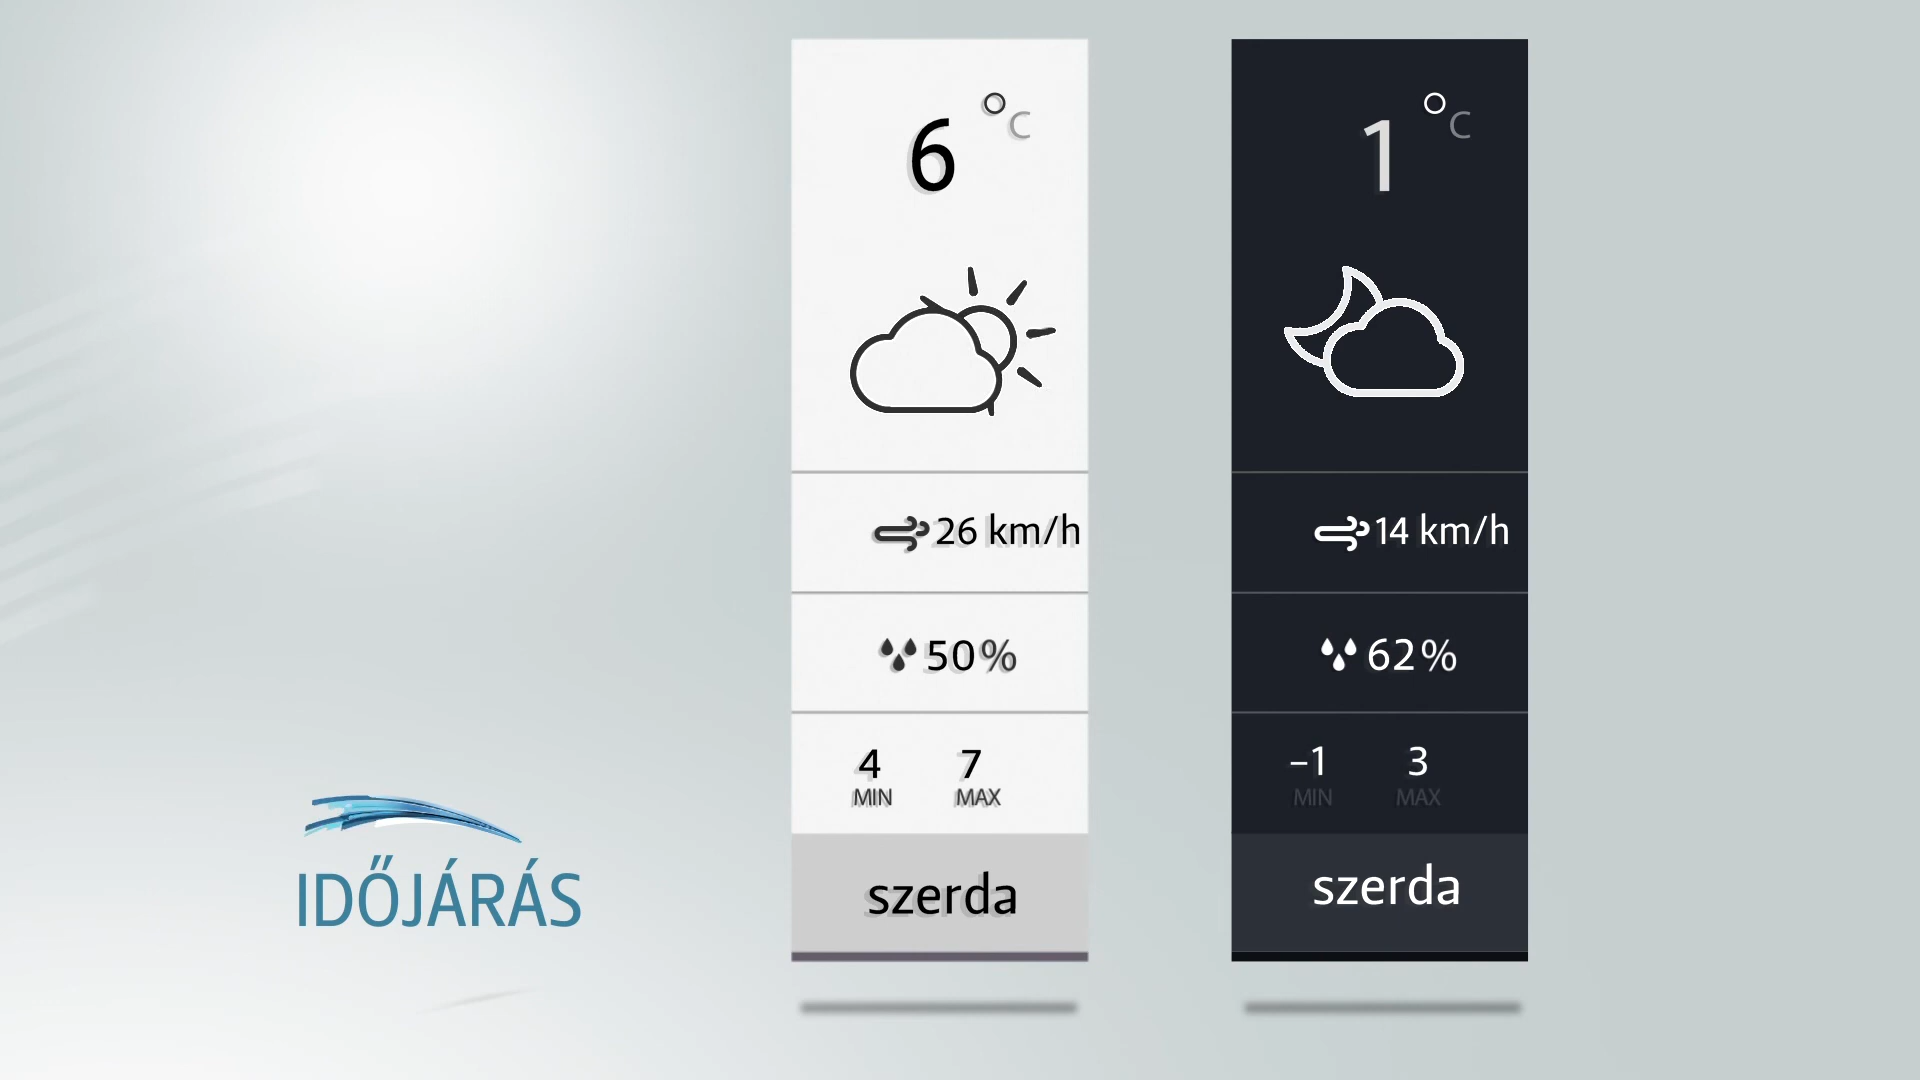 6 °C
26 km/h
50%
4 7
MIN MAX
szerda
1 °C
14 km/h
62%
–1 3
MIN MAX
szerda
IDŐJÁRÁS